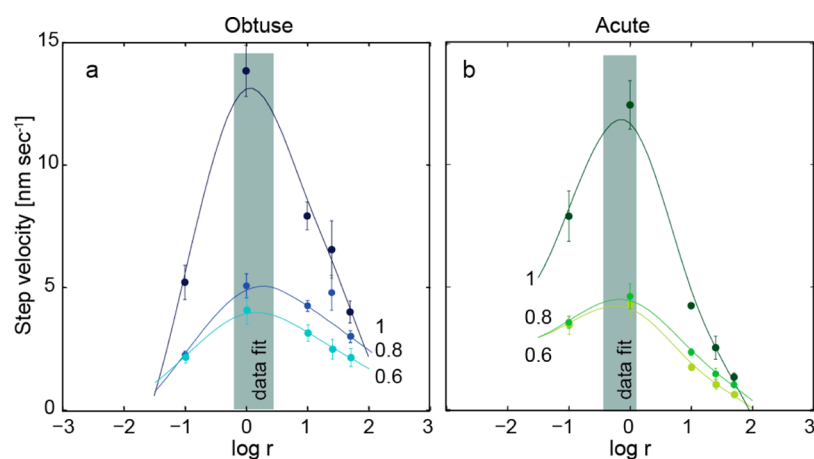 Obtuse
Acute
a
b
Step velocity [nm sec⁻¹]
15
10
5
0
1
0.8
0.6
data fit
1
0.8
0.6
data fit
−3 −2 −1 0 1 2 3
−2 −1 0 1 2 3
log r
log r